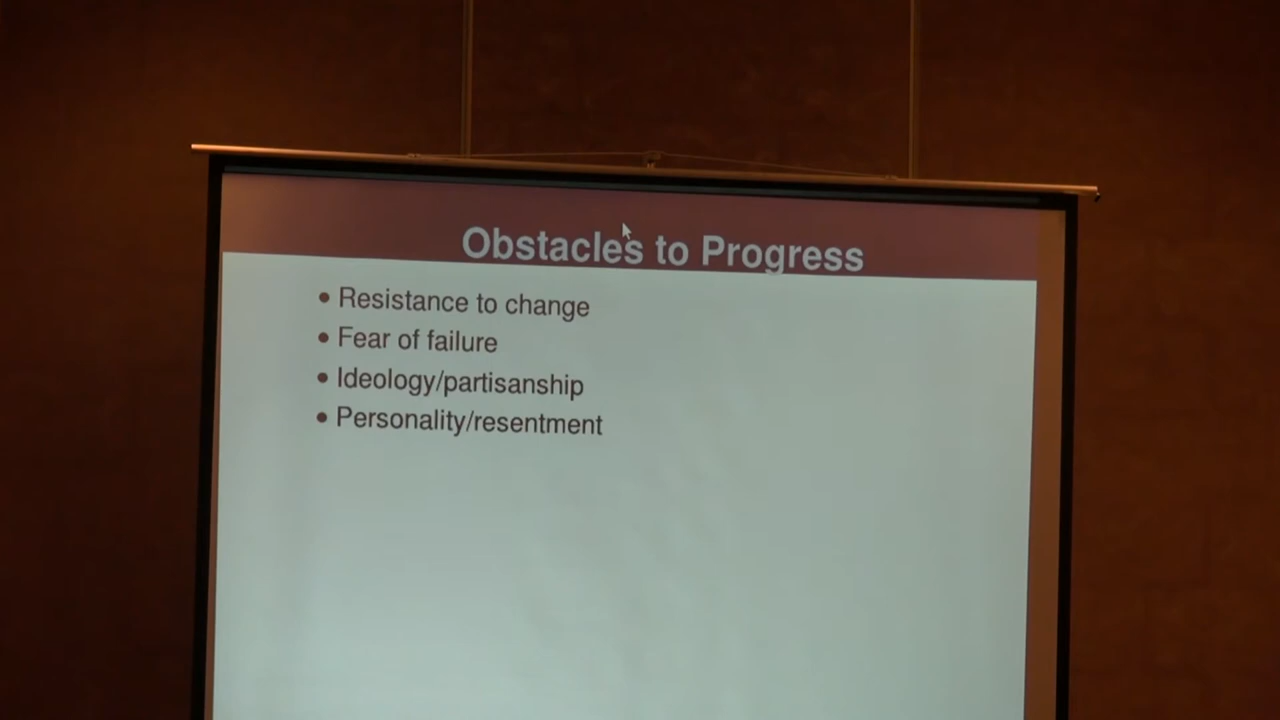 Obstacles to Progress
• Resistance to change
• Fear of failure
• Ideology/partisanship
• Personality/resentment